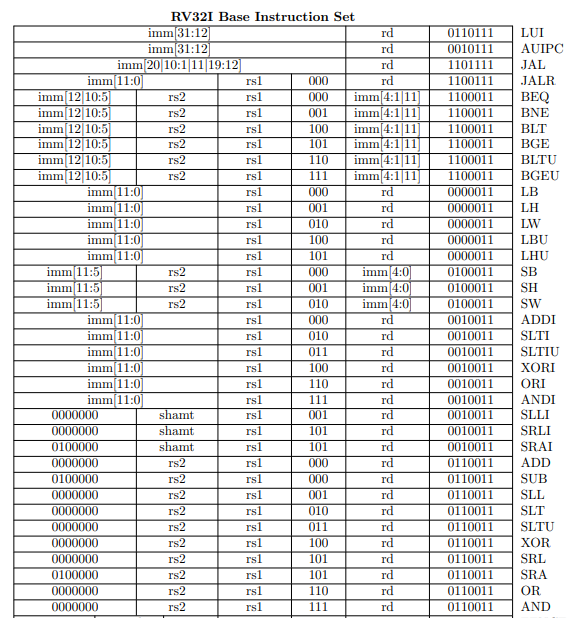 RV32I Base Instruction Set
imm[31:12] rd 0110111 LUI
imm[31:12] rd 0010111 AUIPC
imm[20|10:1|11|19:12] rd 1101111 JAL
imm[11:0] rs1 000 rd 1100111 JALR
imm[12|10:5] rs2 rs1 000 imm[4:1|11] 1100011 BEQ
imm[12|10:5] rs2 rs1 001 imm[4:1|11] 1100011 BNE
imm[12|10:5] rs2 rs1 100 imm[4:1|11] 1100011 BLT
imm[12|10:5] rs2 rs1 101 imm[4:1|11] 1100011 BGE
imm[12|10:5] rs2 rs1 110 imm[4:1|11] 1100011 BLTU
imm[12|10:5] rs2 rs1 111 imm[4:1|11] 1100011 BGEU
imm[11:0] rs1 000 rd 0000011 LB
imm[11:0] rs1 001 rd 0000011 LH
imm[11:0] rs1 010 rd 0000011 LW
imm[11:0] rs1 100 rd 0000011 LBU
imm[11:0] rs1 101 rd 0000011 LHU
imm[11:5] rs2 rs1 000 imm[4:0] 0100011 SB
imm[11:5] rs2 rs1 001 imm[4:0] 0100011 SH
imm[11:5] rs2 rs1 010 imm[4:0] 0100011 SW
imm[11:0] rs1 000 rd 0010011 ADDI
imm[11:0] rs1 010 rd 0010011 SLTI
imm[11:0] rs1 011 rd 0010011 SLTIU
imm[11:0] rs1 100 rd 0010011 XORI
imm[11:0] rs1 110 rd 0010011 ORI
imm[11:0] rs1 111 rd 0010011 ANDI
0000000 shamt rs1 001 rd 0010011 SLLI
0000000 shamt rs1 101 rd 0010011 SRLI
0100000 shamt rs1 101 rd 0010011 SRAI
0000000 rs2 rs1 000 rd 0110011 ADD
0100000 rs2 rs1 000 rd 0110011 SUB
0000000 rs2 rs1 001 rd 0110011 SLL
0000000 rs2 rs1 010 rd 0110011 SLT
0000000 rs2 rs1 011 rd 0110011 SLTU
0000000 rs2 rs1 100 rd 0110011 XOR
0000000 rs2 rs1 101 rd 0110011 SRL
0100000 rs2 rs1 101 rd 0110011 SRA
0000000 rs2 rs1 110 rd 0110011 OR
0000000 rs2 rs1 111 rd 0110011 AND